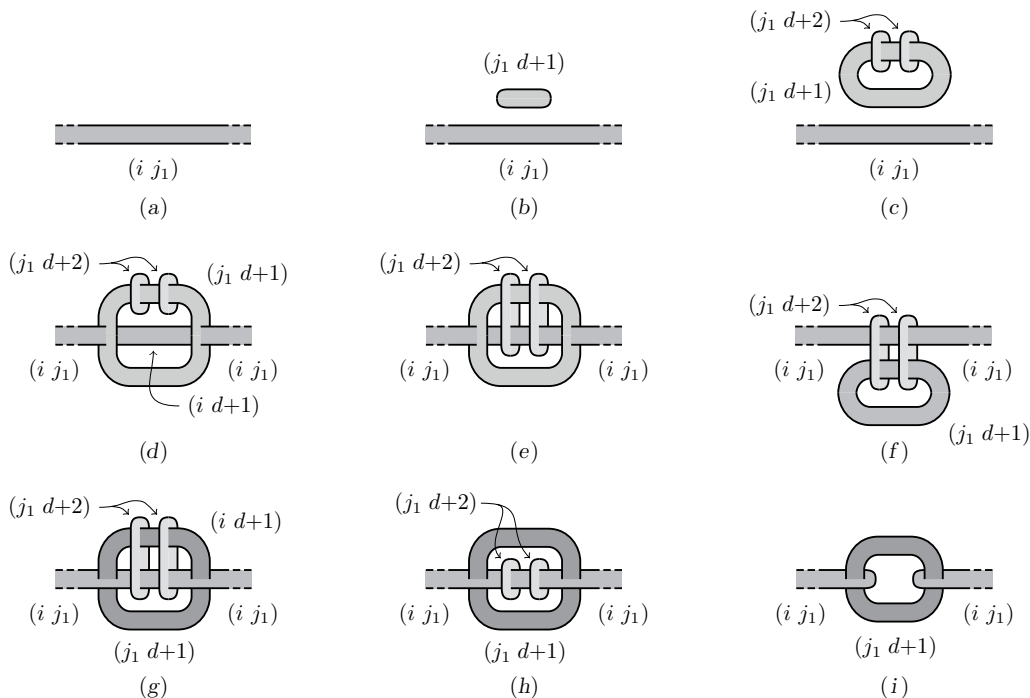 (j₁ d+2)
(j₁ d+1)
(j₁ d+1)
(i j₁)
(i j₁)
(i j₁)
(a)
(b)
(c)
(j₁ d+2)
(j₁ d+1)
(j₁ d+2)
(j₁ d+2)
(i j₁)
(i j₁)
(i j₁)
(i j₁)
(i j₁)
(i j₁)
(i d+1)
(j₁ d+1)
(d)
(e)
(f)
(j₁ d+2)
(i d+1)
(j₁ d+2)
(i j₁)
(i j₁)
(i j₁)
(i j₁)
(i j₁)
(i j₁)
(j₁ d+1)
(j₁ d+1)
(j₁ d+1)
(g)
(h)
(i)